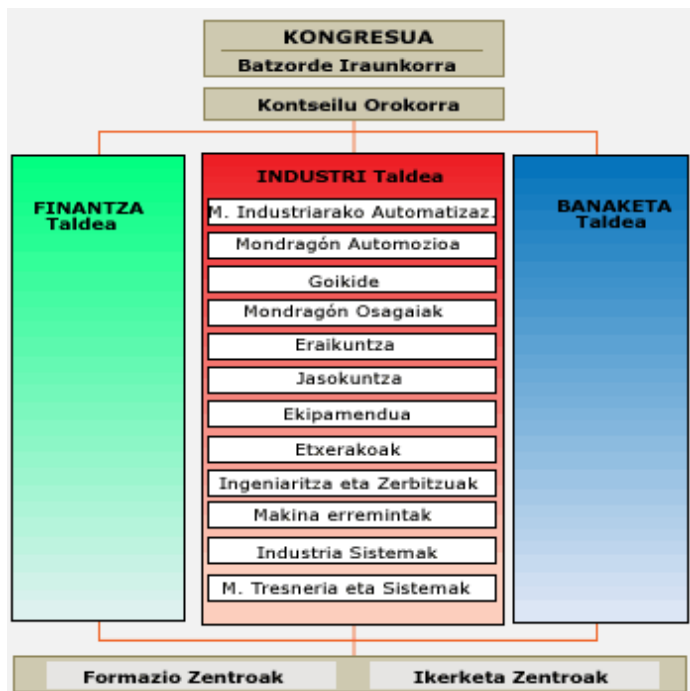 KONGRESUA
Batzorde Iraunkorra
Kontseilu Orokorra
FINANTZA
Taldea
INDUSTRI Taldea
M. Industriarako Automatizaz.
Mondragón Automozioa
Goikide
Mondragón Osagaiak
Eraikuntza
Jasokuntza
Ekipamendua
Etxerakoak
Ingeniaritza eta Zerbitzuak
Makina erremintak
Industria Sistemak
M. Tresneria eta Sistemak
BANAKETA
Taldea
Formazio Zentroak
Ikerketa Zentroak